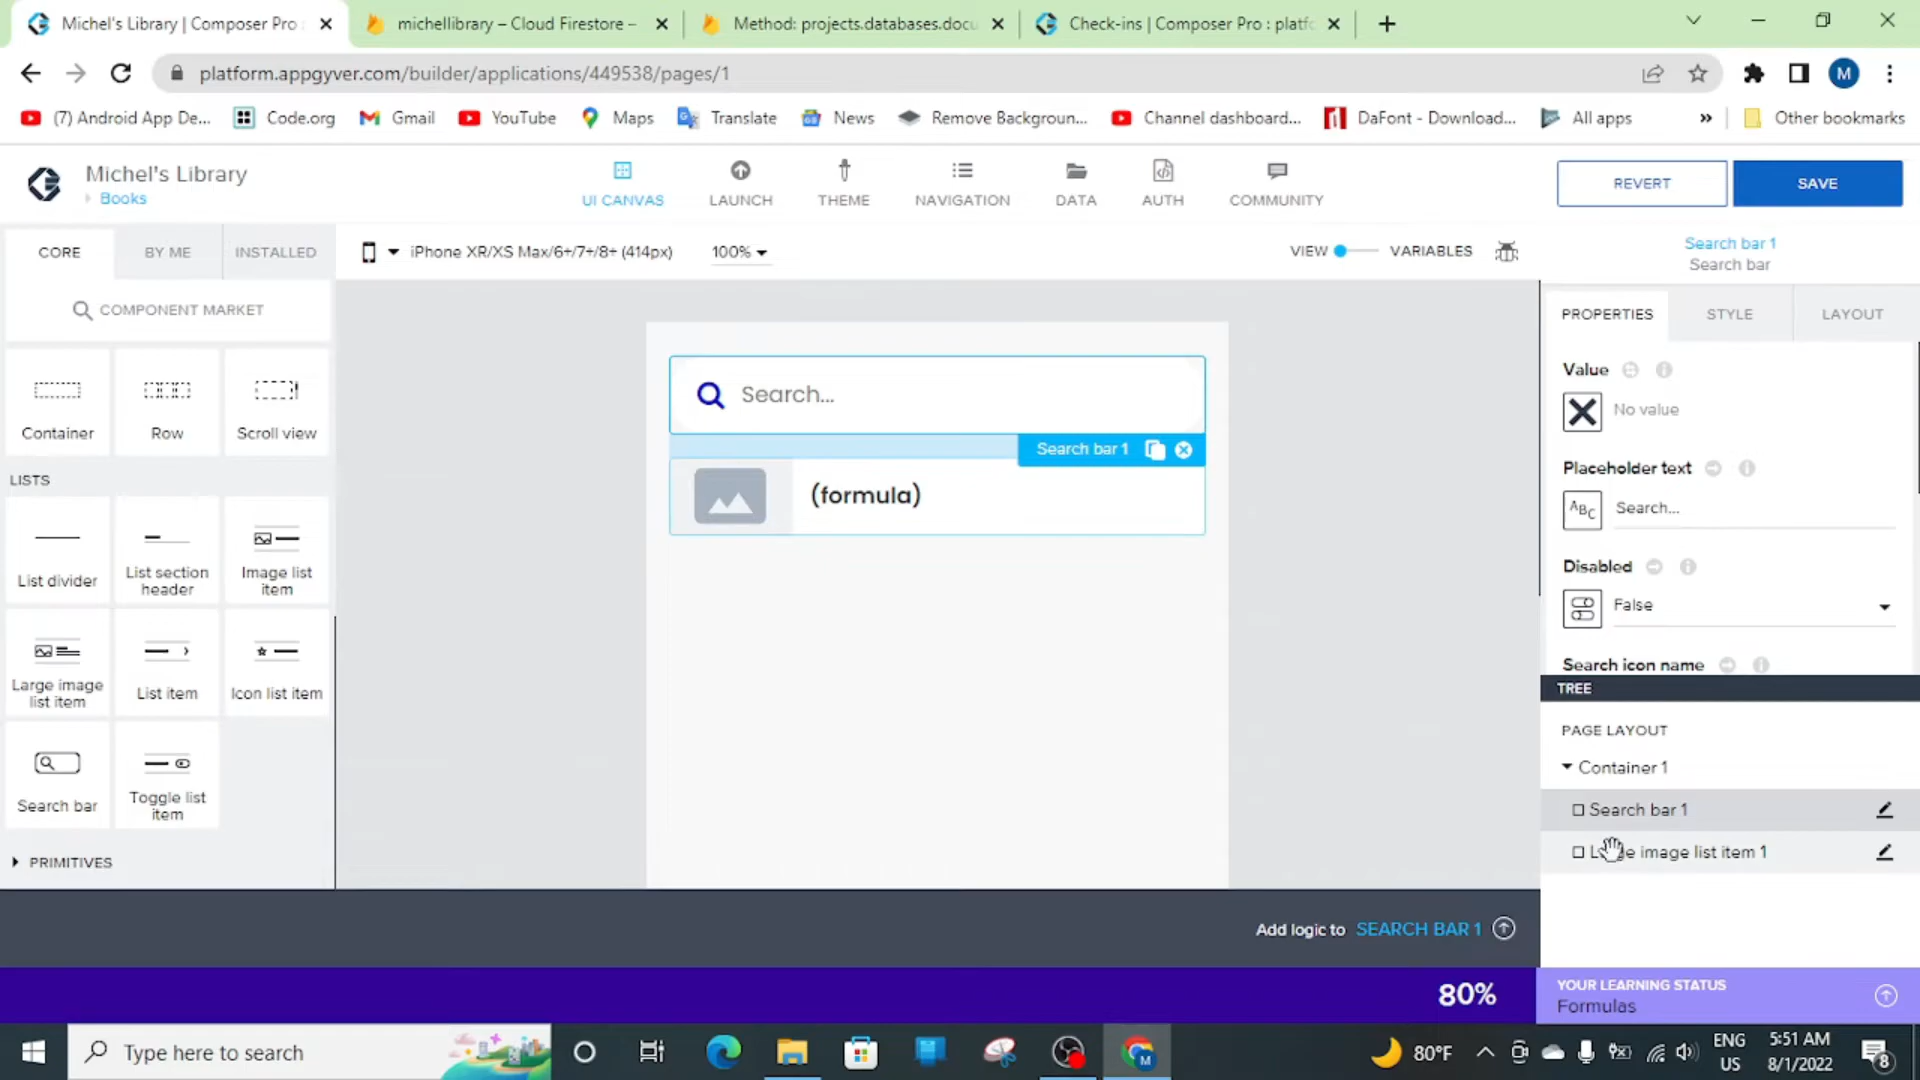 Michel's Library | Composer Pro :
michellibrary – Cloud Firestore –
Method: projects.databases.docu
Check-ins | Composer Pro : platfo
platform.appgyver.com/builder/applications/449538/pages/1
M
(7) Android App De...
Code.org
Gmail
YouTube
Maps
Translate
News
Remove Backgroun...
Channel dashboard...
DaFont - Download...
All apps
»
Other bookmarks
Michel's Library
Books
UI CANVAS
LAUNCH
THEME
NAVIGATION
DATA
AUTH
COMMUNITY
REVERT
SAVE
CORE
BY ME
INSTALLED
iPhone XR/XS Max/6+/7+/8+ (414px)
100%
VIEW
VARIABLES
Search bar 1
Search bar
COMPONENT MARKET
PROPERTIES
STYLE
LAYOUT
Container
Row
Scroll view
LISTS
List divider
List section header
Image list item
Large image list item
List item
Icon list item
Search bar
Toggle list item
PRIMITIVES
Search...
Search bar 1
(formula)
Value
No value
Placeholder text
ABC
Search...
Disabled
False
Search icon name
TREE
PAGE LAYOUT
Container 1
Search bar 1
image list item 1
Add logic to SEARCH BAR 1
80%
YOUR LEARNING STATUS
Formulas
Type here to search
M
80°F
ENG
US
5:51 AM
8/1/2022
8